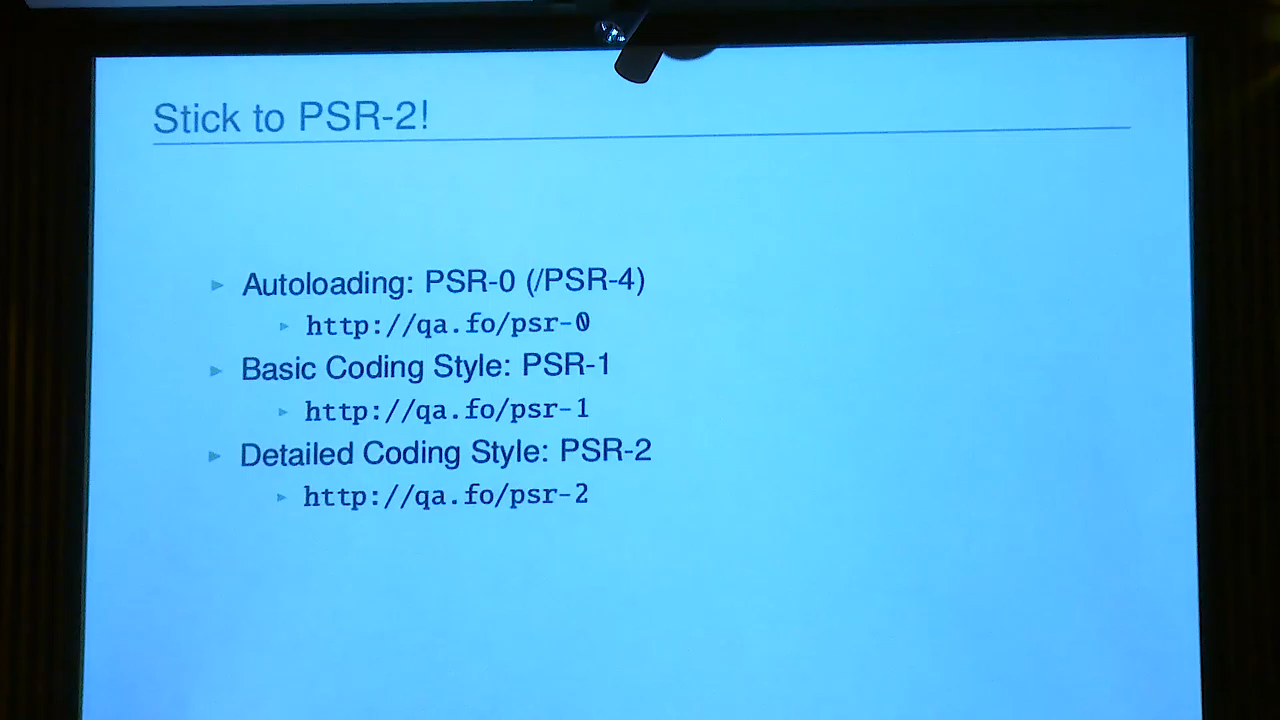 Stick to PSR-2!
Autoloading: PSR-0 (/PSR-4)
http://qa.fo/psr-0
Basic Coding Style: PSR-1
http://qa.fo/psr-1
Detailed Coding Style: PSR-2
http://qa.fo/psr-2